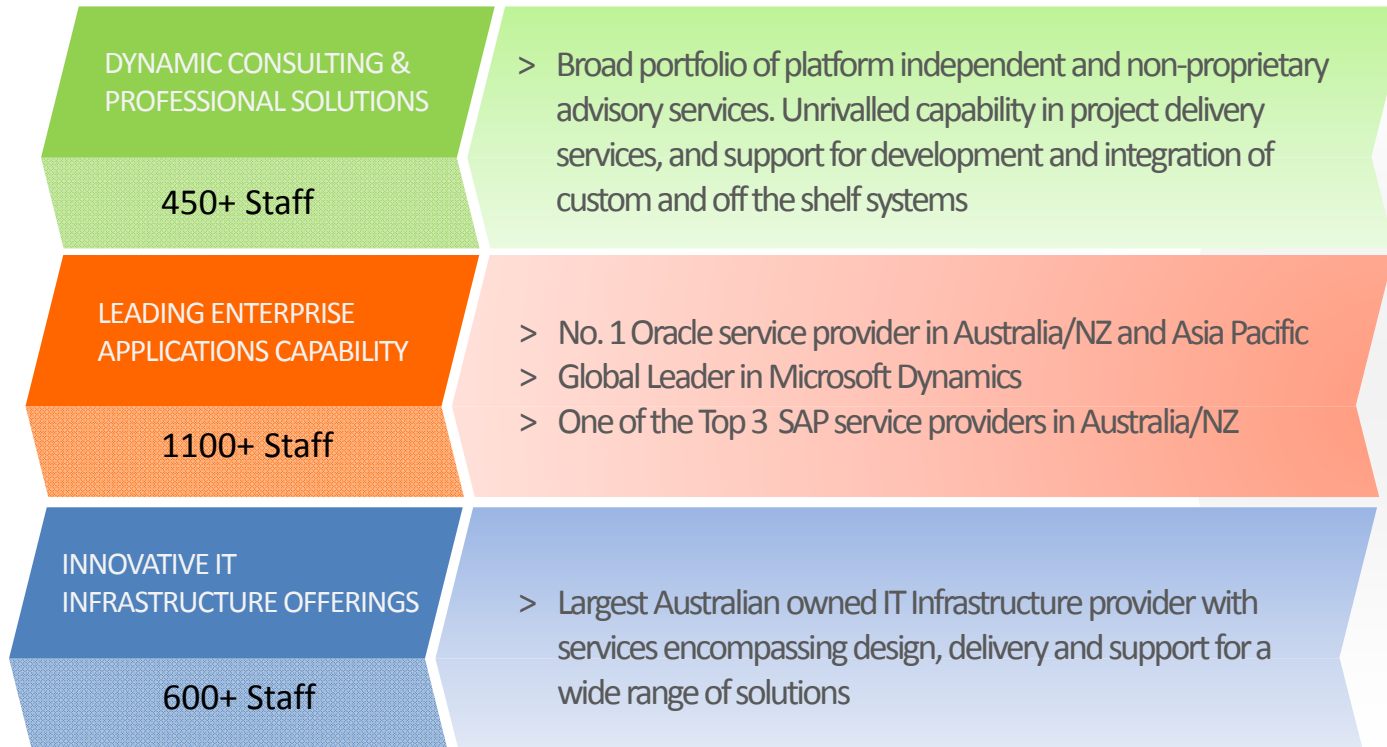 DYNAMIC CONSULTING &
PROFESSIONAL SOLUTIONS
450+ Staff
> Broad portfolio of platform independent and non-proprietary
advisory services. Unrivalled capability in project delivery
services, and support for development and integration of
custom and off the shelf systems
LEADING ENTERPRISE
APPLICATIONS CAPABILITY
1100+ Staff
> No. 1 Oracle service provider in Australia/NZ and Asia Pacific
> Global Leader in Microsoft Dynamics
> One of the Top 3 SAP service providers in Australia/NZ
INNOVATIVE IT
INFRASTRUCTURE OFFERINGS
600+ Staff
> Largest Australian owned IT Infrastructure provider with
services encompassing design, delivery and support for a
wide range of solutions